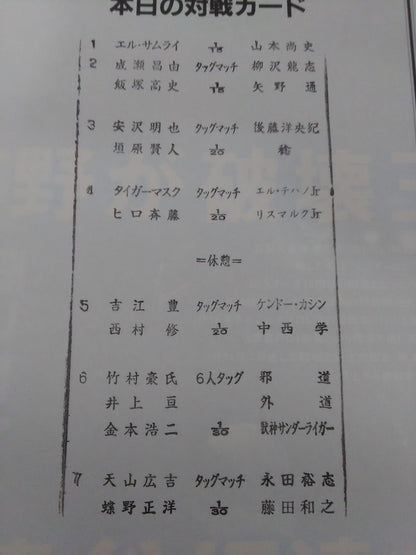 本日の対戦カード
1 エル・サムライ 1/15 山本尚史
2 成瀬昌由 タッグマッチ 柳沢龍志
飯塚高史 1/15 矢野通
3 安沢明也 タッグマッチ 後藤洋央紀
垣原賢人 1/20 稔
4 タイガーマスク タッグマッチ エル・テハノJr
ヒロ斉藤 1/20 リスマルクJr
=休憩=
5 吉江豊 タッグマッチ ケンドー・カシン
西村修 1/20 中西学
6 竹村豪氏 6人タッグ 邪道
井上亘 外道
金本浩二 1/30 獣神サンダーライガー
7 天山広吉 タッグマッチ 永田裕志
蝶野正洋 1/30 藤田和之